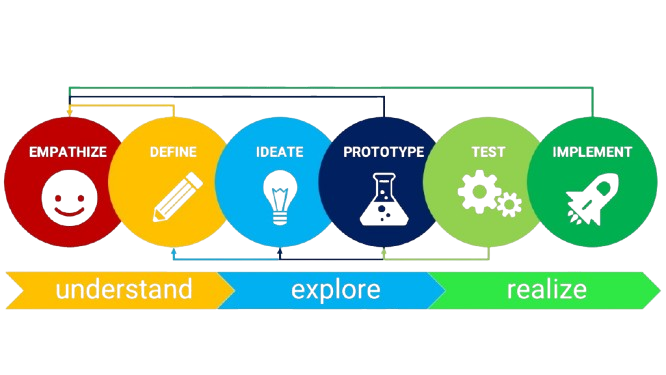 EMPATHIZE
DEFINE
IDEATE
PROTOTYPE
TEST
IMPLEMENT
understand
explore
realize